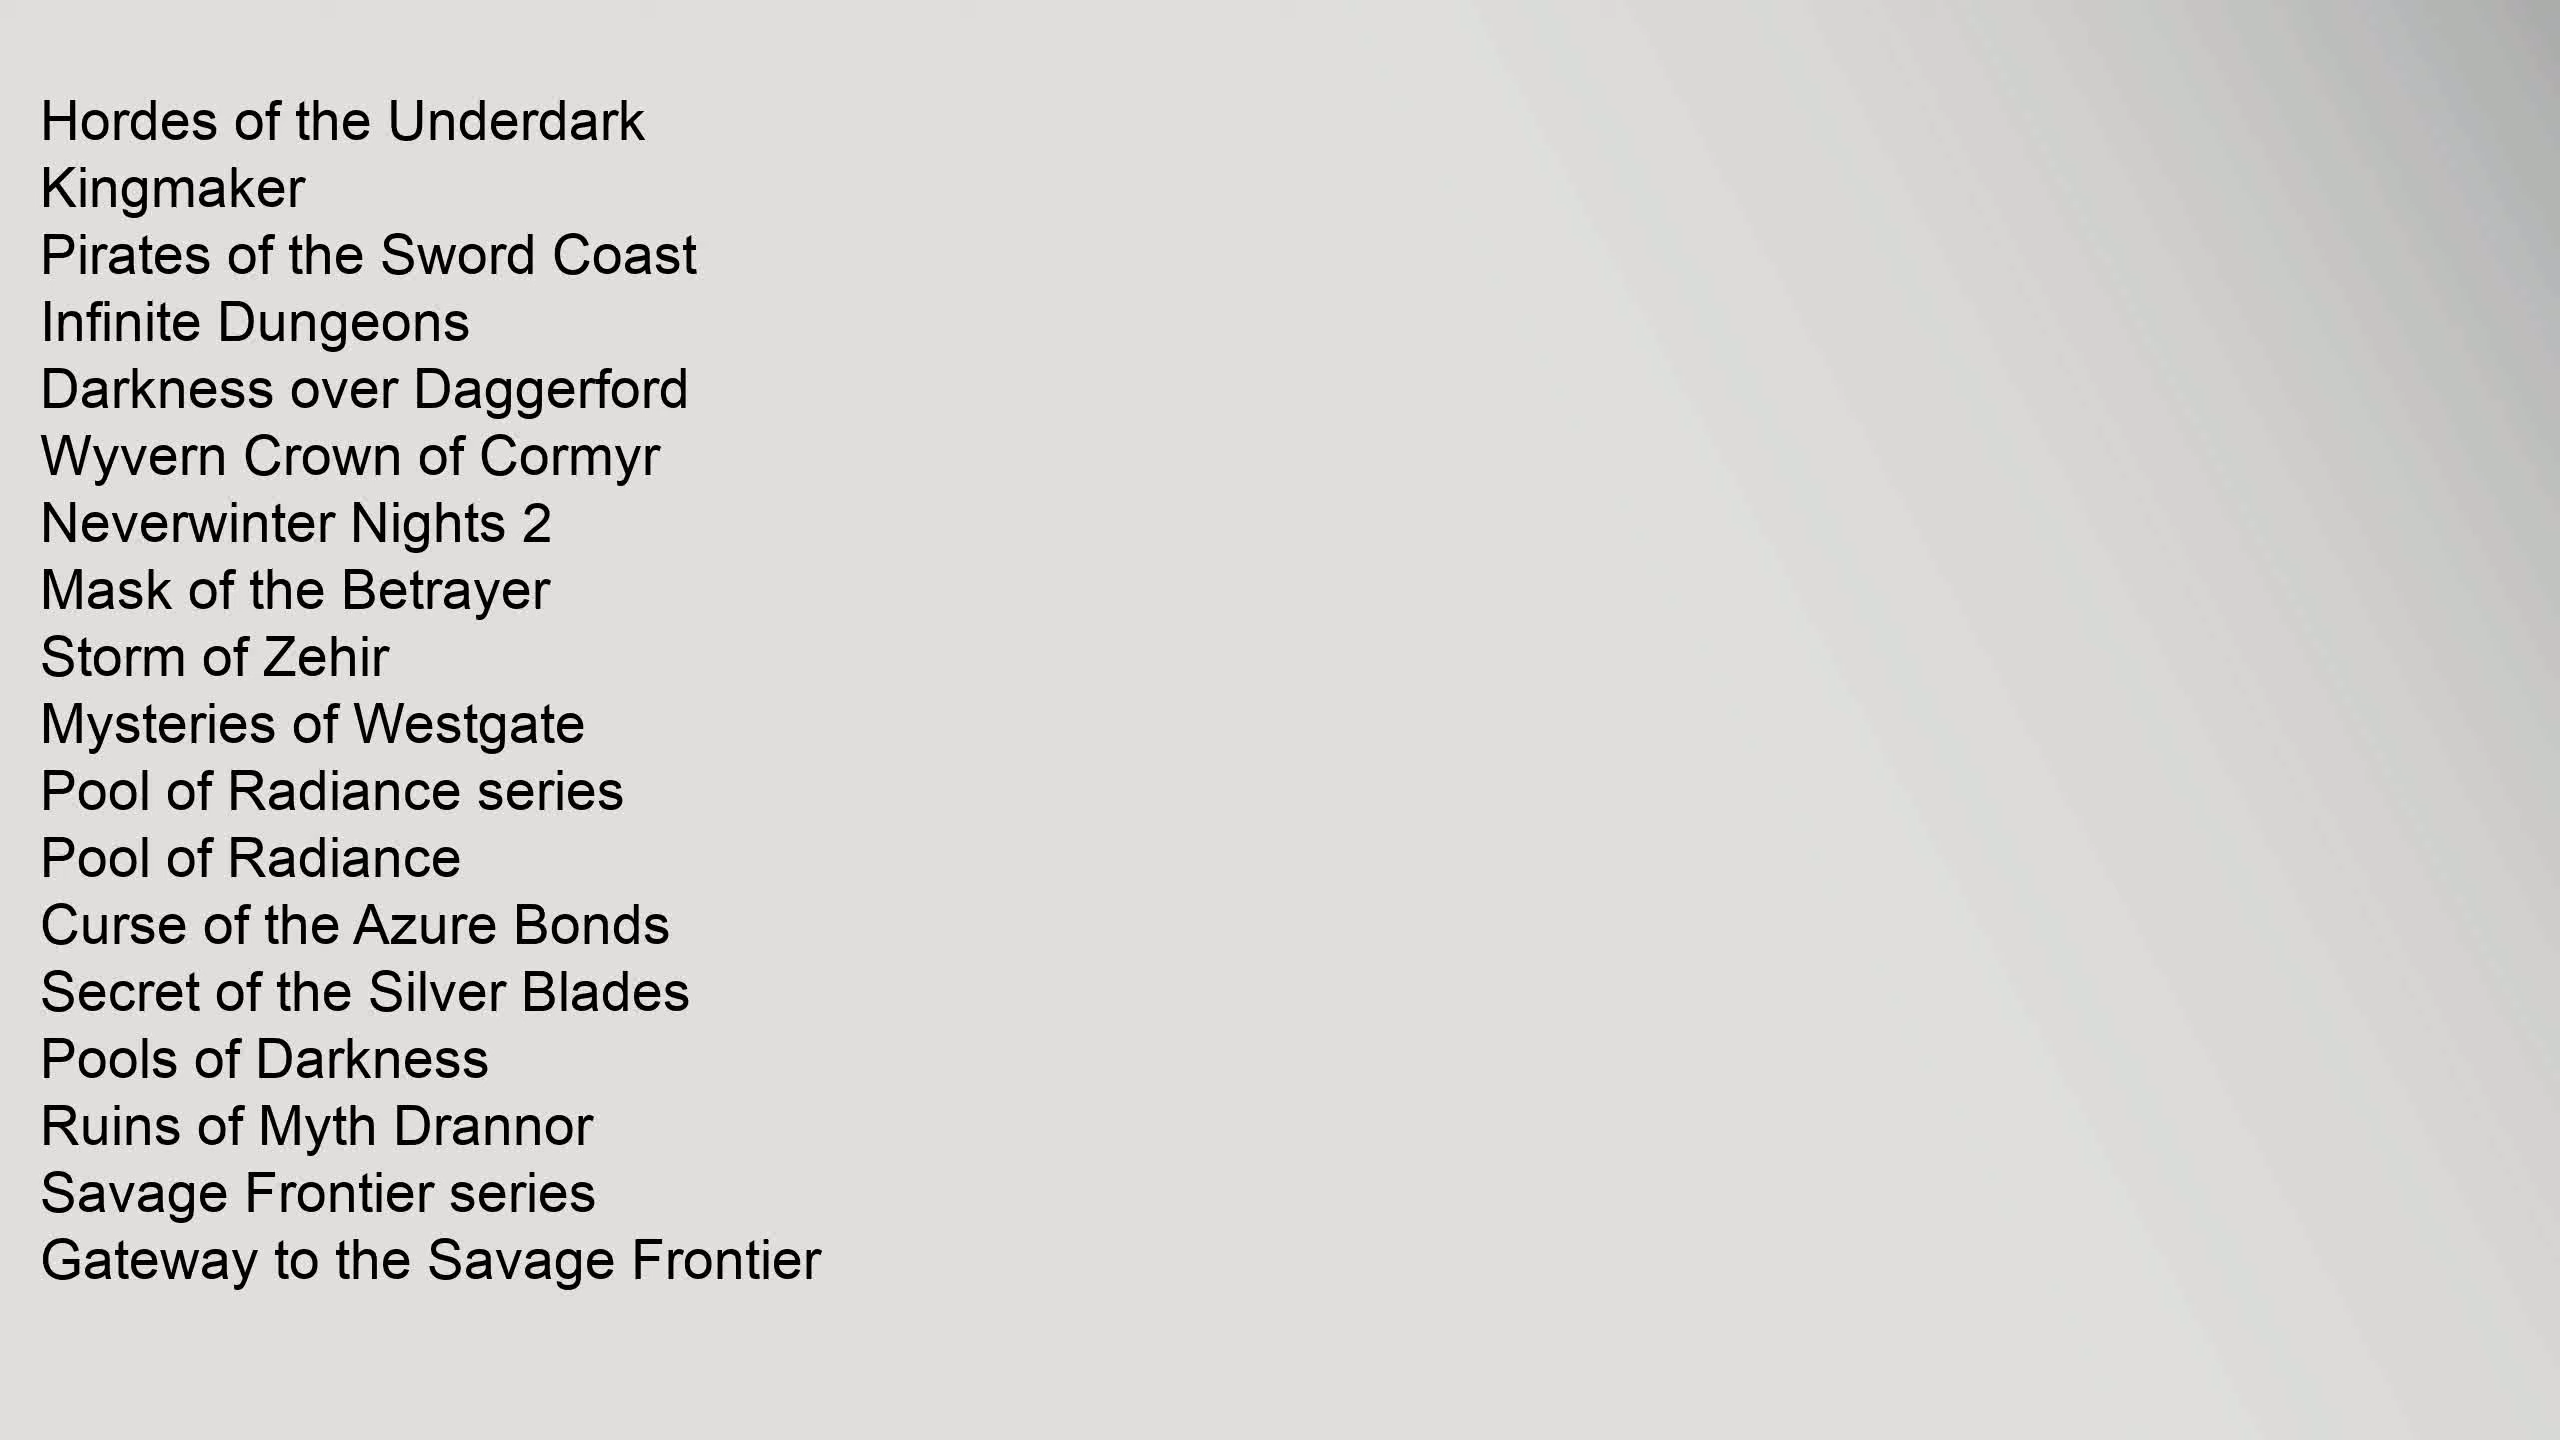 Hordes of the Underdark
Kingmaker
Pirates of the Sword Coast
Infinite Dungeons
Darkness over Daggerford
Wyvern Crown of Cormyr
Neverwinter Nights 2
Mask of the Betrayer
Storm of Zehir
Mysteries of Westgate
Pool of Radiance series
Pool of Radiance
Curse of the Azure Bonds
Secret of the Silver Blades
Pools of Darkness
Ruins of Myth Drannor
Savage Frontier series
Gateway to the Savage Frontier